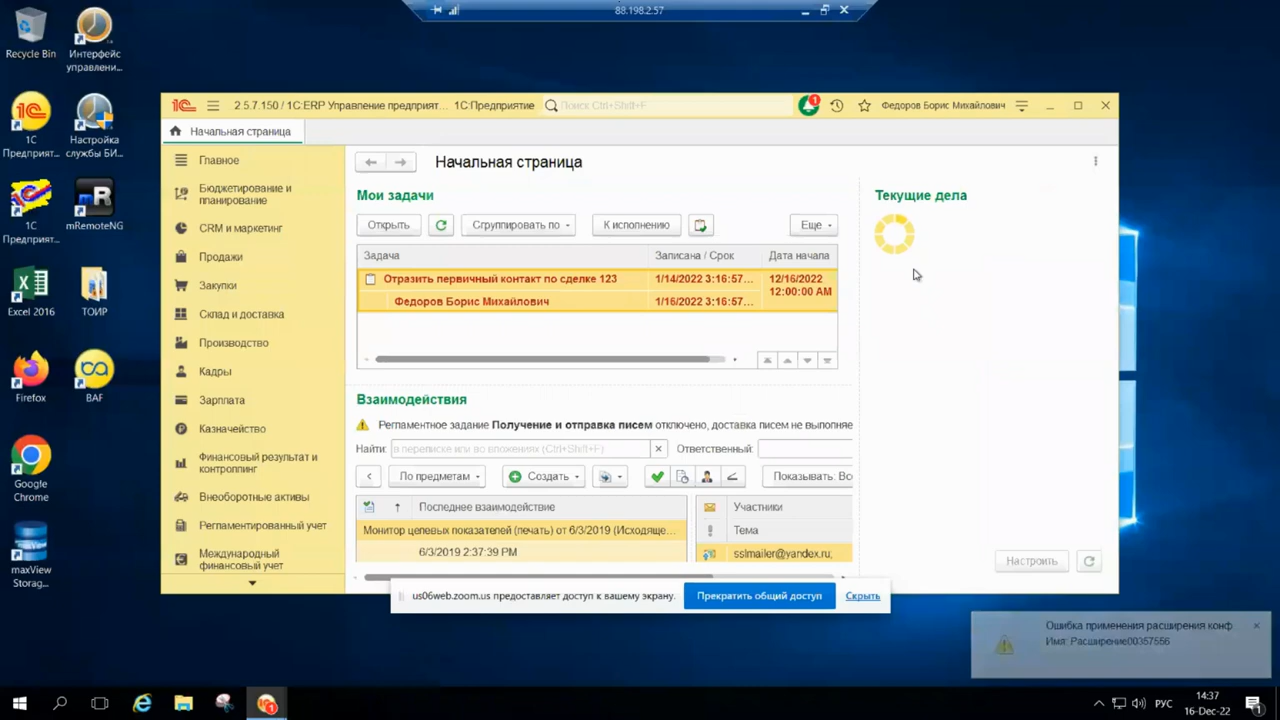 88.198.2.57
Recycle Bin
Интерфейс
управлени...
1С
Предприят...
Настройка
службы БИ...
1С
Предприят...
mRemoteNG
Excel 2016
ТОИР
Firefox
BAF
Google
Chrome
maxView
Storag...
2.5.7.150 / 1С:ERP Управление предприят... 1С:Предприятие
Поиск Ctrl+Shift+F
1
Федоров Борис Михайлович
Начальная страница
Главное
Бюджетирование и
планирование
CRM и маркетинг
Продажи
Закупки
Склад и доставка
Производство
Кадры
Зарплата
Казначейство
Финансовый результат и
контроллинг
Внеоборотные активы
Регламентированный учет
Международный
финансовый учет
Начальная страница
Мои задачи
Открыть
Сгруппировать по
К исполнению
Еще
Задача Записана / Срок Дата начала
Отразить первичный контакт по сделке 123 1/14/2022 3:16:57... 12/16/2022
12:00:00 AM
Федоров Борис Михайлович 1/16/2022 3:16:57...
Взаимодействия
Регламентное задание Получение и отправка писем отключено, доставка писем не выполняе
Найти: в переписке или во вложениях (Ctrl+Shift+F) Ответственный:
По предметам
Создать
Показывать: Вс
Последнее взаимодействие
Участники
Монитор целевых показателей (печать) от 6/3/2019 (Исходяще...
Тема
6/3/2019 2:37:39 PM
sslmailer@yandex.ru;
Текущие дела
Настроить
us06web.zoom.us предоставляет доступ к вашему экрану.
Прекратить общий доступ
Скрыть
Ошибка применения расширения конф
Имя: Расширение00357556
1
РУС
14:37
16-Dec-22
1